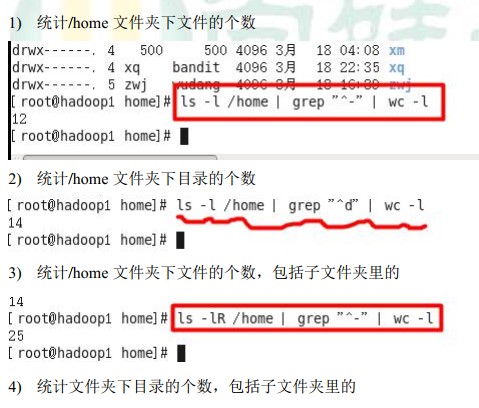 1) 统计/home 文件夹下文件的个数
drwx------. 4 500 500 4096 3月 18 04:08 xm
drwx------. 4 xq bandit 4096 3月 18 22:35 xq
drwx------. 5 zwj wudang 4096 3月 18 16:39 zwj
[root@hadoop1 home]# ls -l /home | grep "^-" | wc -l
12
[root@hadoop1 home]#
2) 统计/home 文件夹下目录的个数
[root@hadoop1 home]# ls -l /home | grep "^d" | wc -l
14
[root@hadoop1 home]#
3) 统计/home 文件夹下文件的个数，包括子文件夹里的
14
[root@hadoop1 home]# ls -lR /home | grep "^-" | wc -l
25
[root@hadoop1 home]#
4) 统计文件夹下目录的个数，包括子文件夹里的